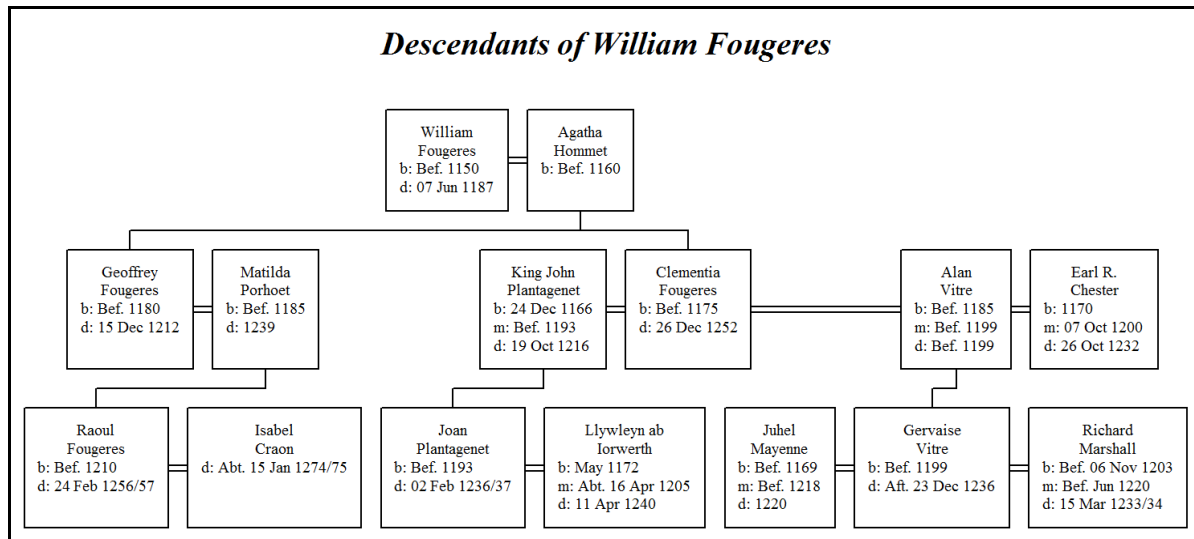 Descendants of William Fougeres
William
Fougeres
b: Bef. 1150
d: 07 Jun 1187
Agatha
Hommet
b: Bef. 1160
Geoffrey
Fougeres
b: Bef. 1180
d: 15 Dec 1212
Matilda
Porhoet
b: Bef. 1185
d: 1239
King John
Plantagenet
b: 24 Dec 1166
m: Bef. 1193
d: 19 Oct 1216
Clementia
Fougeres
b: Bef. 1175
d: 26 Dec 1252
Alan
Vitre
b: Bef. 1185
m: Bef. 1199
d: Bef. 1199
Earl R.
Chester
b: 1170
m: 07 Oct 1200
d: 26 Oct 1232
Raoul
Fougeres
b: Bef. 1210
d: 24 Feb 1256/57
Isabel
Craon
d: Abt. 15 Jan 1274/75
Joan
Plantagenet
b: Bef. 1193
d: 02 Feb 1236/37
Llywleyn ab
Iorwerth
b: May 1172
m: Abt. 16 Apr 1205
d: 11 Apr 1240
Juhel
Mayenne
b: Bef. 1169
m: Bef. 1218
d: 1220
Gervaise
Vitre
b: Bef. 1199
d: Aft. 23 Dec 1236
Richard
Marshall
b: Bef. 06 Nov 1203
m: Bef. Jun 1220
d: 15 Mar 1233/34